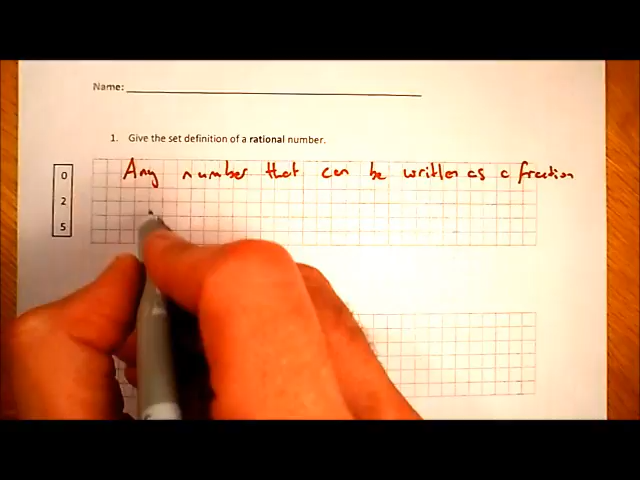 Name:
1. Give the set definition of a rational number.
Any number that can be written as a fraction
0
2
5